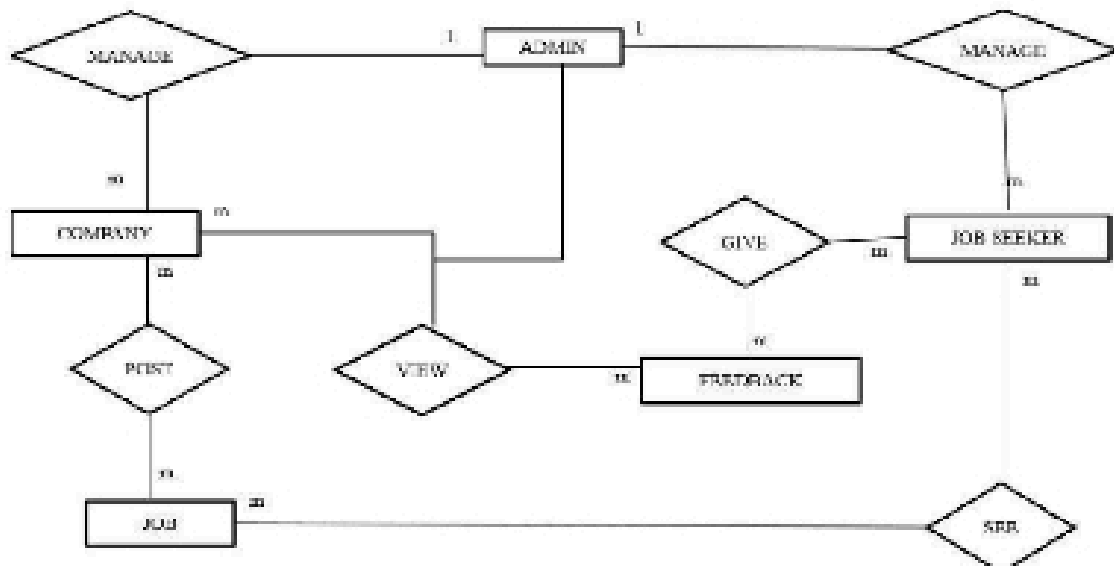 1
ADMIN
1
MANAGE
MANAGE
m
m
COMPANY
m
GIVE
JOB SEEKER
m
m
m
POST
VIEW
m
m
FEEDBACK
m
m
JOB
SEE